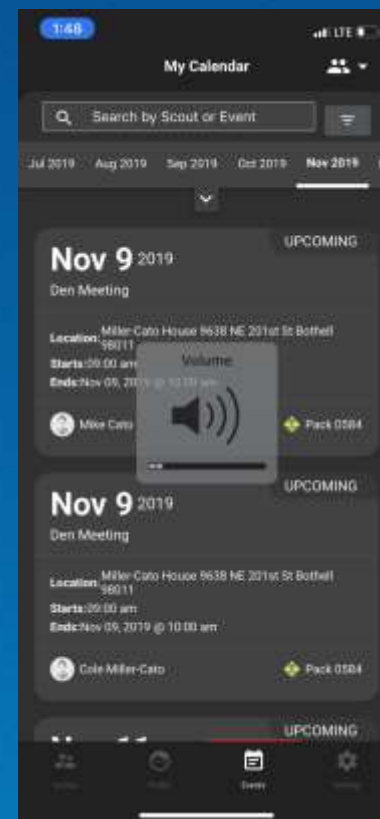 1:48
LTE
My Calendar
Search by Scout or Event
Jul 2019 Aug 2019 Sep 2019 Oct 2019 Nov 2019
UPCOMING
Nov 9 2019
Den Meeting
Location: Miller-Cato House 9638 NE 201st St Bothell
98011
Starts:09:00 am
Ends:Nov 09, 2019 @ 10:00 am
Volume
Mike Cato
Pack 0584
UPCOMING
Nov 9 2019
Den Meeting
Location: Miller-Cato House 9638 NE 201st St Bothell
98011
Starts:09:00 am
Ends:Nov 09, 2019 @ 10:00 am
Cole Miller-Cato
Pack 0584
UPCOMING
Events